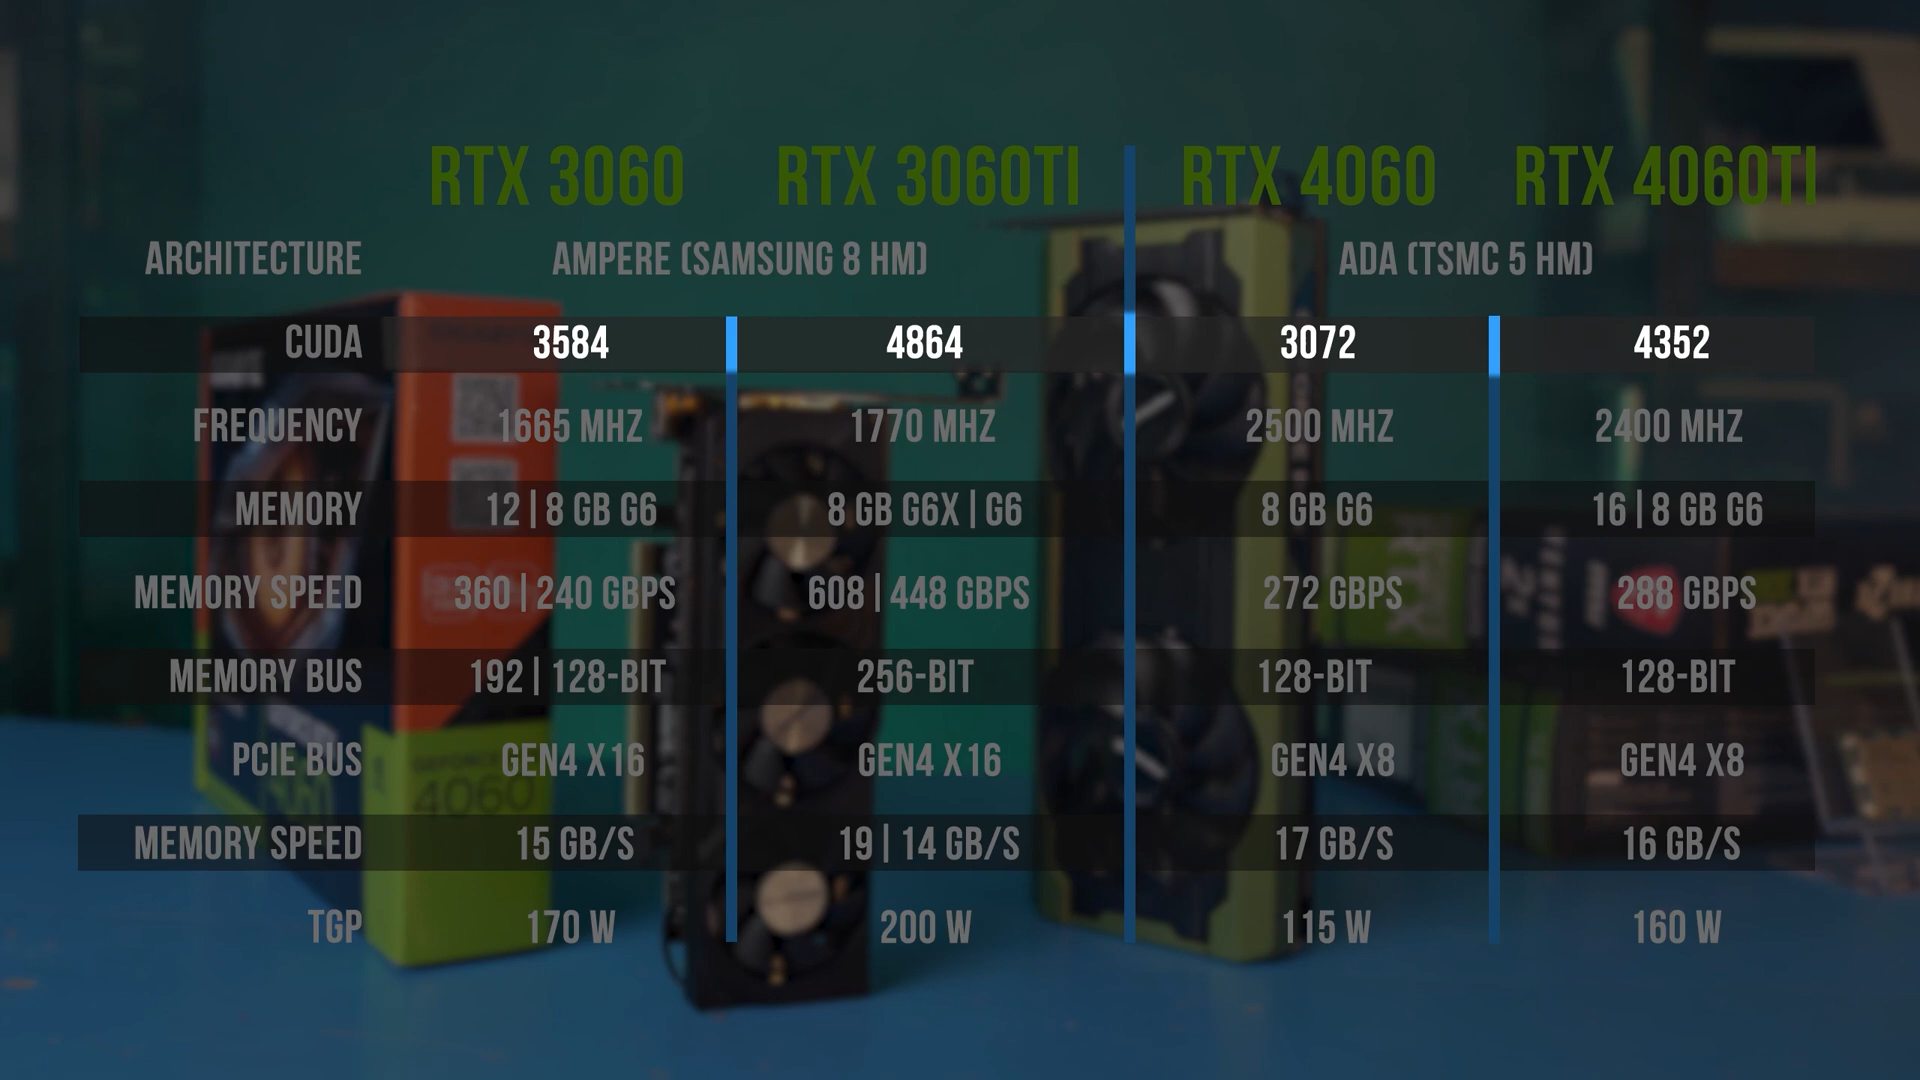 RTX 3060 RTX 3060TI RTX 4060 RTX 4060TI
ARCHITECTURE AMPERE (SAMSUNG 8 HM) ADA (TSMC 5 HM)
CUDA 3584 4864 3072 4352
FREQUENCY 1665 MHZ 1770 MHZ 2500 MHZ 2400 MHZ
MEMORY 12 | 8 GB G6 8 GB G6X | G6 8 GB G6 16 | 8 GB G6
MEMORY SPEED 360 | 240 GBPS 608 | 448 GBPS 272 GBPS 288 GBPS
MEMORY BUS 192 | 128-BIT 256-BIT 128-BIT 128-BIT
PCIE BUS GEN4 X16 GEN4 X16 GEN4 X8 GEN4 X8
MEMORY SPEED 15 GB/S 19 | 14 GB/S 17 GB/S 16 GB/S
TGP 170 W 200 W 115 W 160 W
GEFORCE
4060
RTX